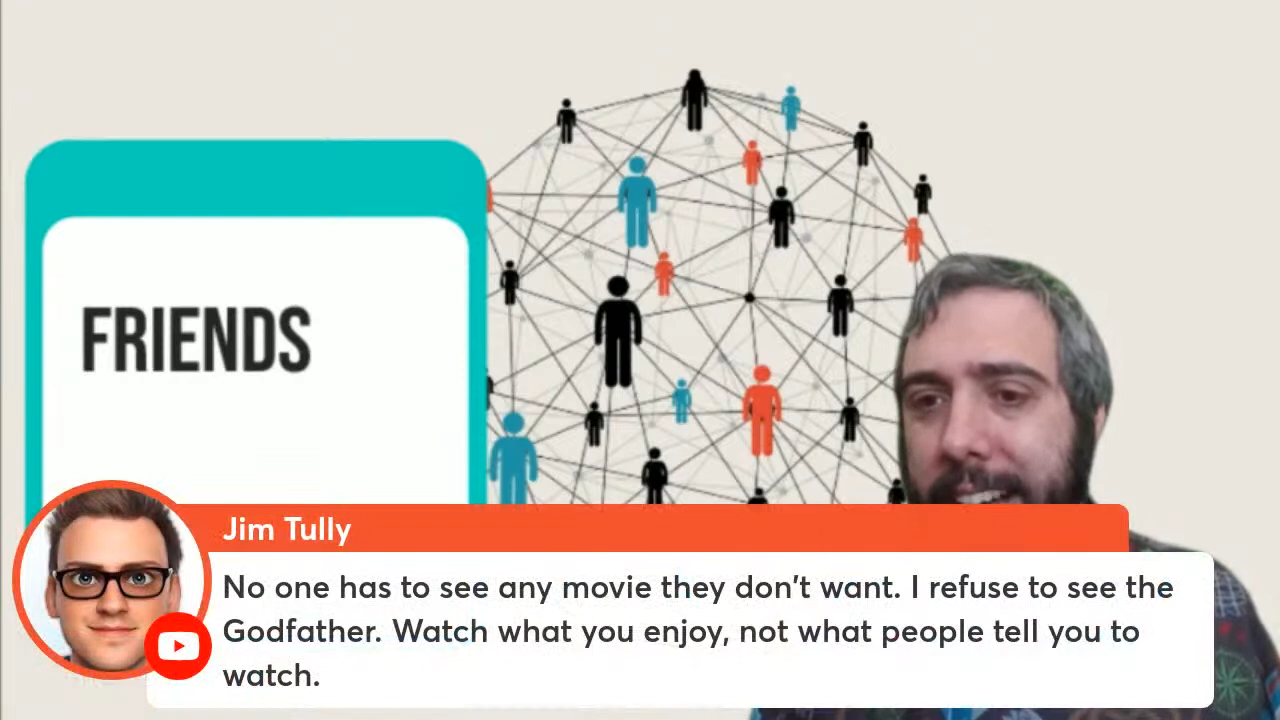 FRIENDS
Jim Tully
No one has to see any movie they don't want. I refuse to see the
Godfather. Watch what you enjoy, not what people tell you to
watch.